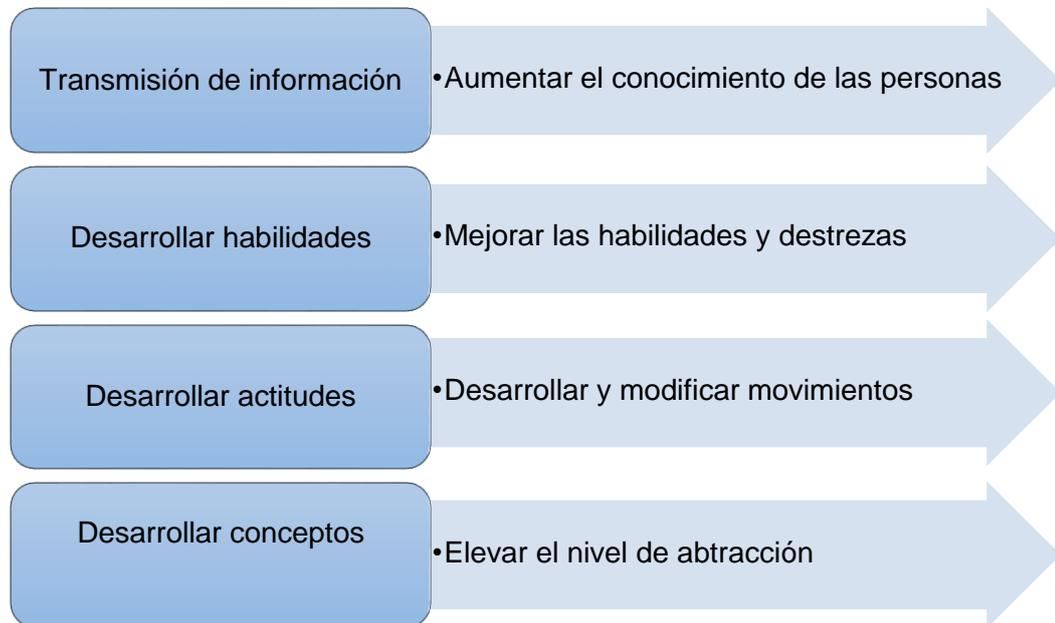 Transmisión de información
•Aumentar el conocimiento de las personas
Desarrollar habilidades
•Mejorar las habilidades y destrezas
Desarrollar actitudes
•Desarrollar y modificar movimientos
Desarrollar conceptos
•Elevar el nivel de abtracción